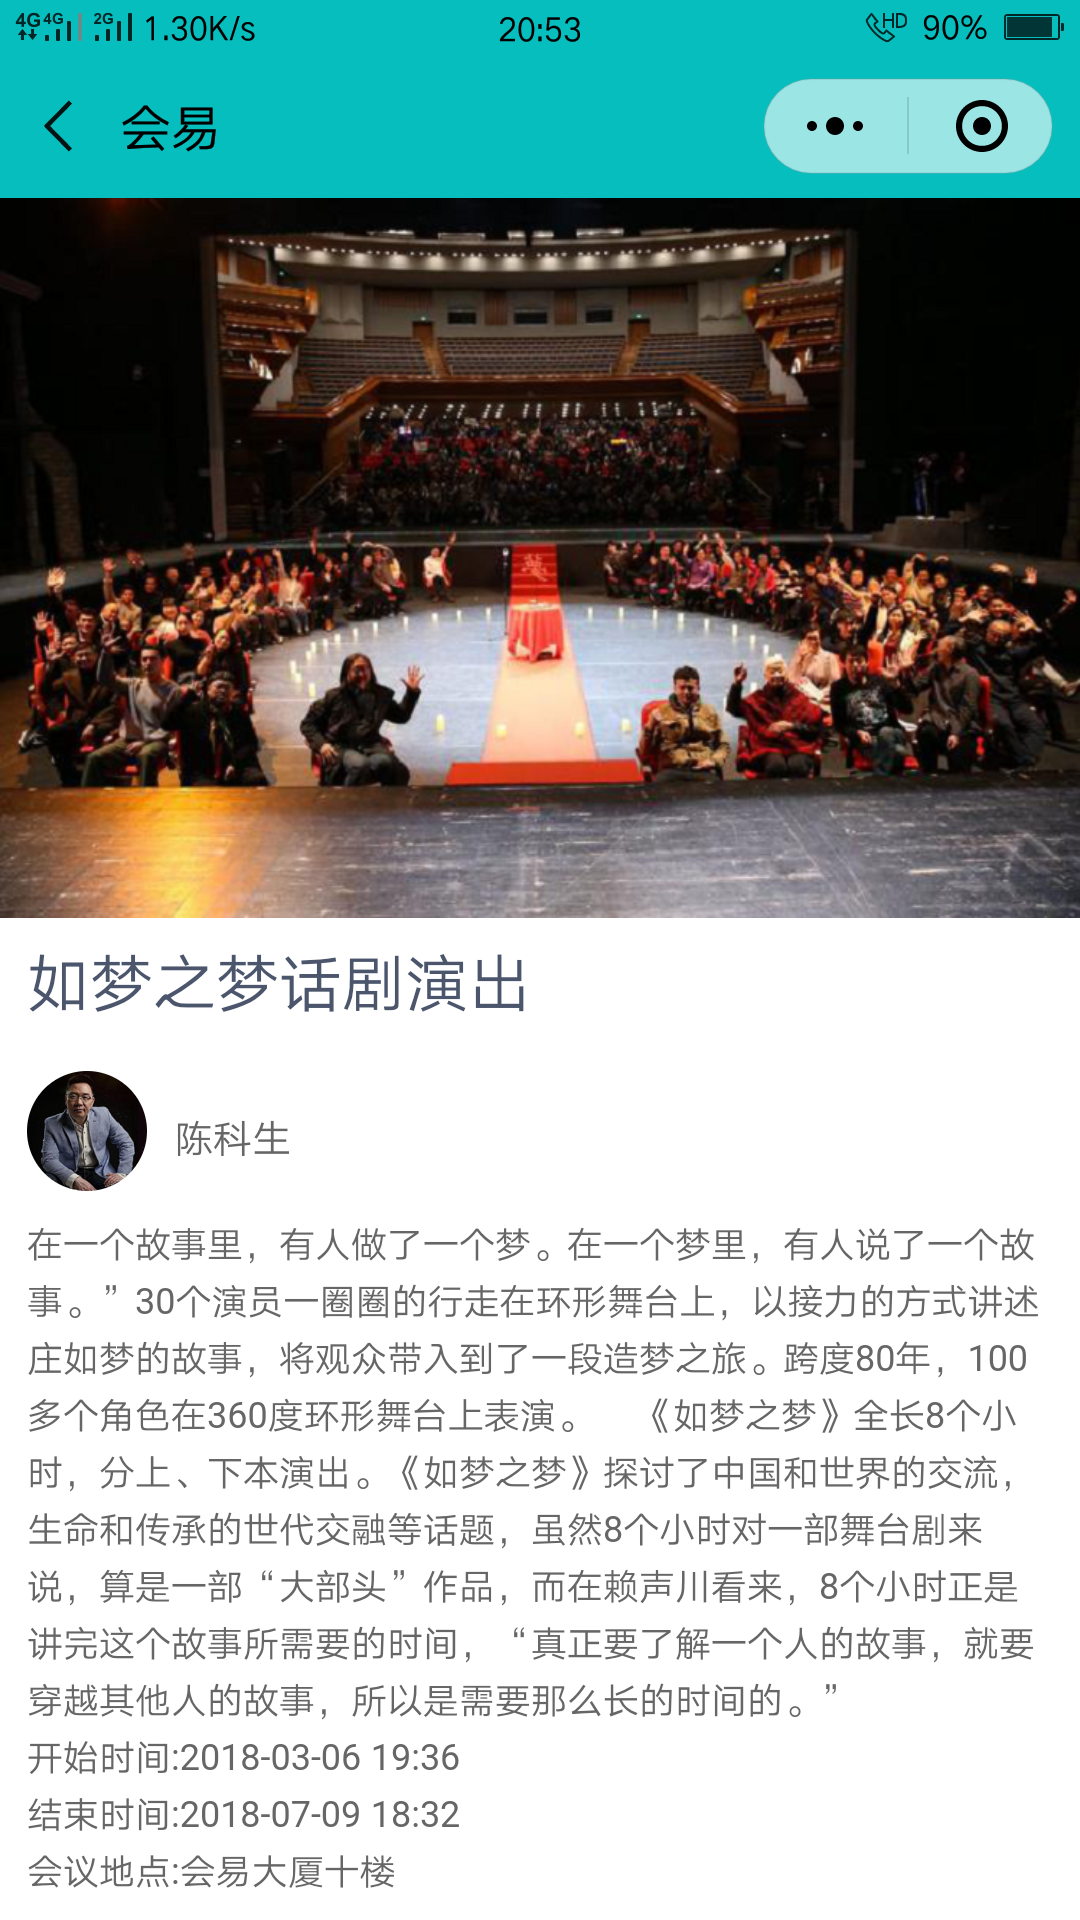 4G 4G 2G 1.30K/s 20:53 HD 90%
会易
如梦之梦话剧演出
陈科生
在一个故事里，有人做了一个梦。在一个梦里，有人说了一个故
事。”30个演员一圈圈的行走在环形舞台上，以接力的方式讲述
庄如梦的故事，将观众带入到了一段造梦之旅。跨度80年，100
多个角色在360度环形舞台上表演。 《如梦之梦》全长8个小
时，分上、下本演出。《如梦之梦》探讨了中国和世界的交流，
生命和传承的世代交融等话题，虽然8个小时对一部舞台剧来
说，算是一部“大部头”作品，而在赖声川看来，8个小时正是
讲完这个故事所需要的时间，“真正要了解一个人的故事，就要
穿越其他人的故事，所以是需要那么长的时间的。”
开始时间:2018-03-06 19:36
结束时间:2018-07-09 18:32
会议地点:会易大厦十楼